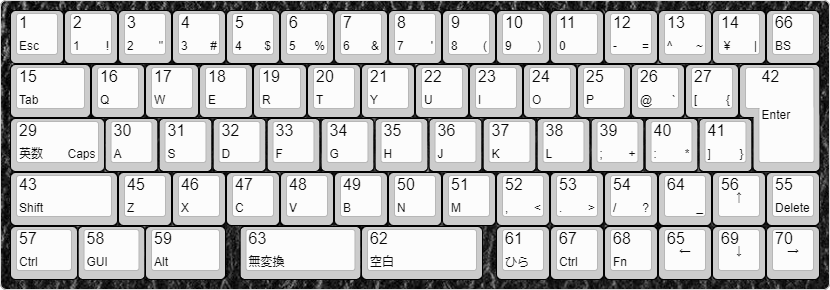 1 2 3 4 5 6 7 8 9 10 11 12 13 14 66
Esc 1 ! 2 " 3 # 4 $ 5 % 6 & 7 ' 8 ( 9 ) 0 - = ^ ~ ¥ | BS
15 16 17 18 19 20 21 22 23 24 25 26 27 42
Tab Q W E R T Y U I O P @ ` [ {
Enter
29 30 31 32 33 34 35 36 37 38 39 40 41
英数 Caps A S D F G H J K L ; + : * ] }
43 45 46 47 48 49 50 51 52 53 54 64 56 55
Shift Z X C V B N M , < . > / ? _ ↑ Delete
57 58 59 63 62 61 67 68 65 69 70
Ctrl GUI Alt 無変換 空白 ひら Ctrl Fn ← ↓ →